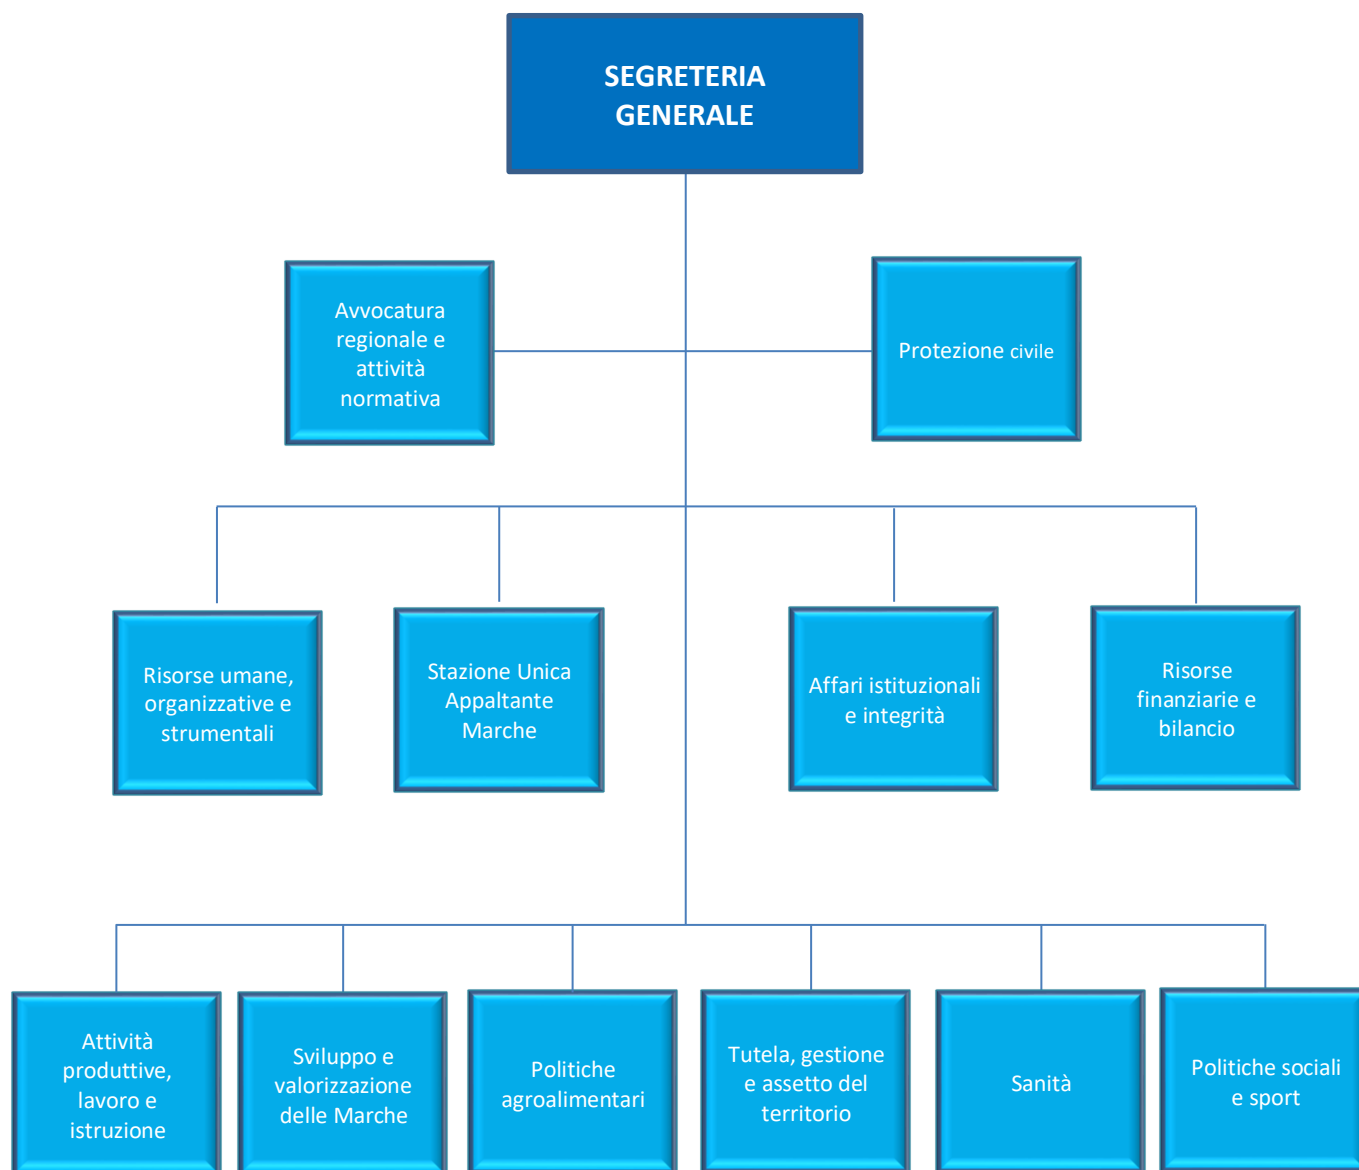 SEGRETERIA
GENERALE
Avvocatura
regionale e
attività
normativa
Protezione civile
Risorse umane,
organizzative e
strumentali
Stazione Unica
Appaltante
Marche
Affari istituzionali
e integrità
Risorse
finanziarie e
bilancio
Attività
produttive,
lavoro e
istruzione
Sviluppo e
valorizzazione
delle Marche
Politiche
agroalimentari
Tutela, gestione
e assetto del
territorio
Sanità
Politiche sociali
e sport